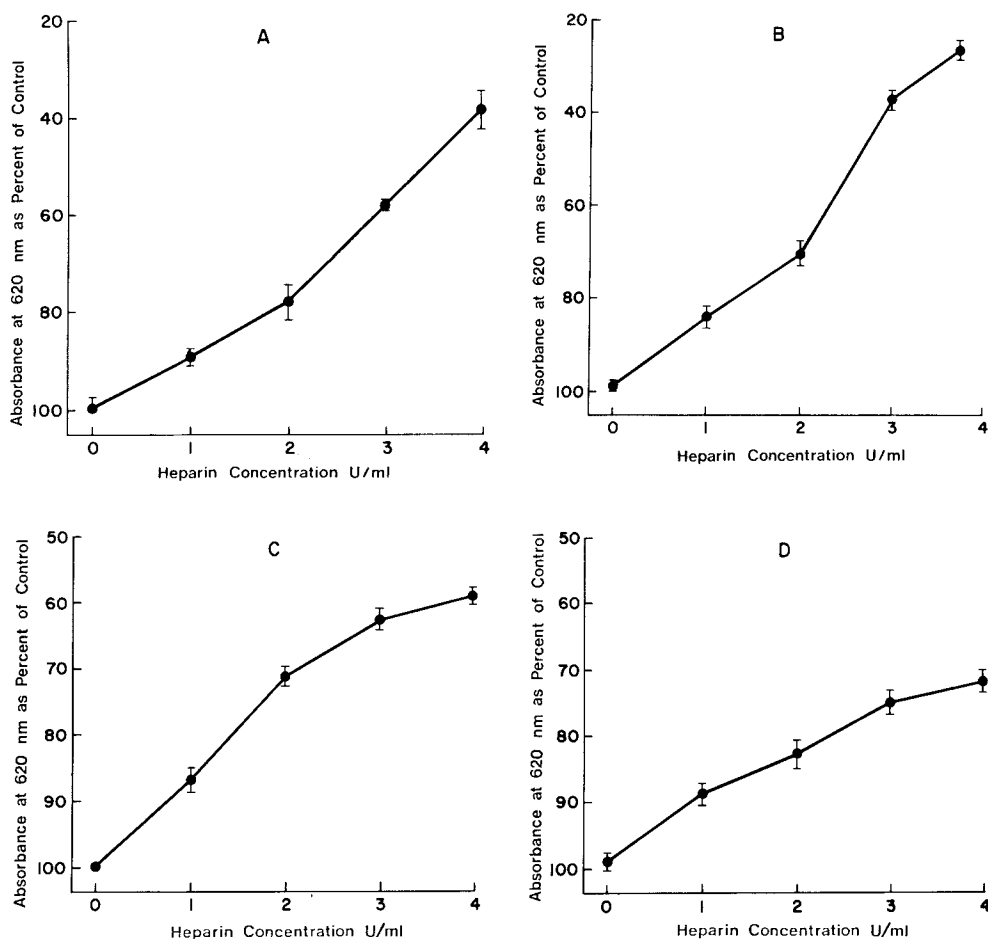 A
Absorbance at 620 nm as Percent of Control
20
40
60
80
100
0 1 2 3 4
Heparin Concentration U/ml
B
Absorbance at 620 nm as Percent of Control
20
40
60
80
100
0 1 2 3 4
Heparin Concentration U/ml
C
Absorbance at 620 nm as Percent of Control
50
60
70
80
90
100
0 1 2 3 4
Heparin Concentration U/ml
D
Absorbance at 620 nm as Percent of Control
50
60
70
80
90
100
0 1 2 3 4
Heparin Concentration U/ml